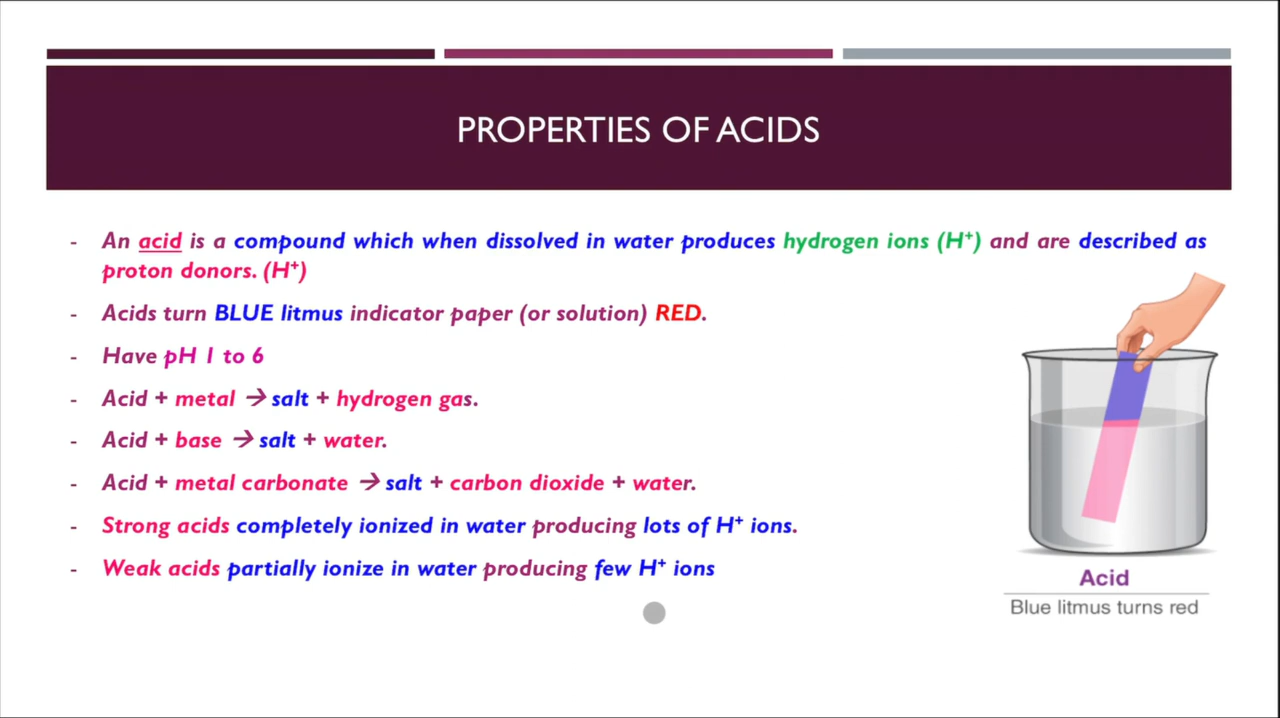 PROPERTIES OF ACIDS
- An acid is a compound which when dissolved in water produces hydrogen ions (H⁺) and are described as
proton donors. (H⁺)
- Acids turn BLUE litmus indicator paper (or solution) RED.
- Have pH 1 to 6
- Acid + metal → salt + hydrogen gas.
- Acid + base → salt + water.
- Acid + metal carbonate → salt + carbon dioxide + water.
- Strong acids completely ionized in water producing lots of H⁺ ions.
- Weak acids partially ionize in water producing few H⁺ ions
Acid
Blue litmus turns red